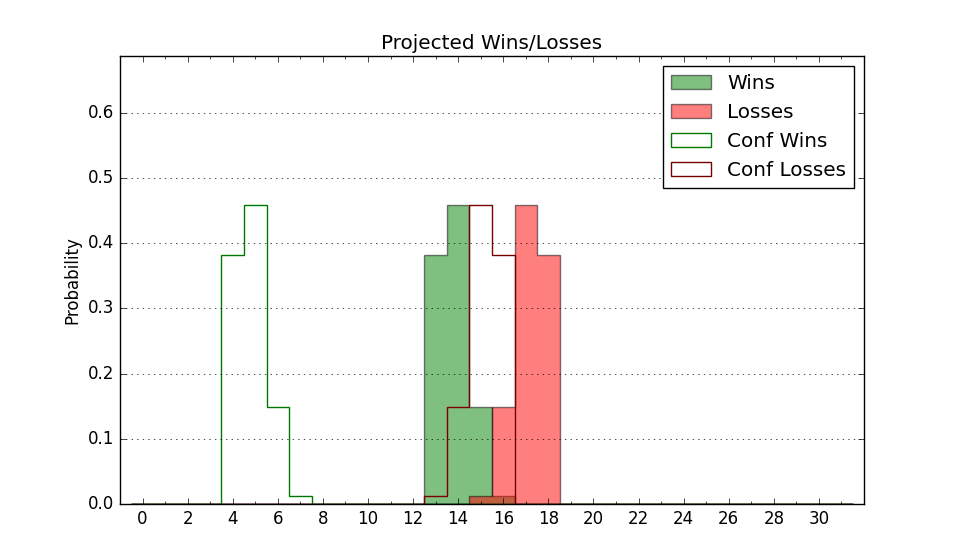 Projected Wins/Losses
Wins
Losses
Conf Wins
Conf Losses
Probability
0.6
0.5
0.4
0.3
0.2
0.1
0.0
0 2 4 6 8 10 12 14 16 18 20 22 24 26 28 30